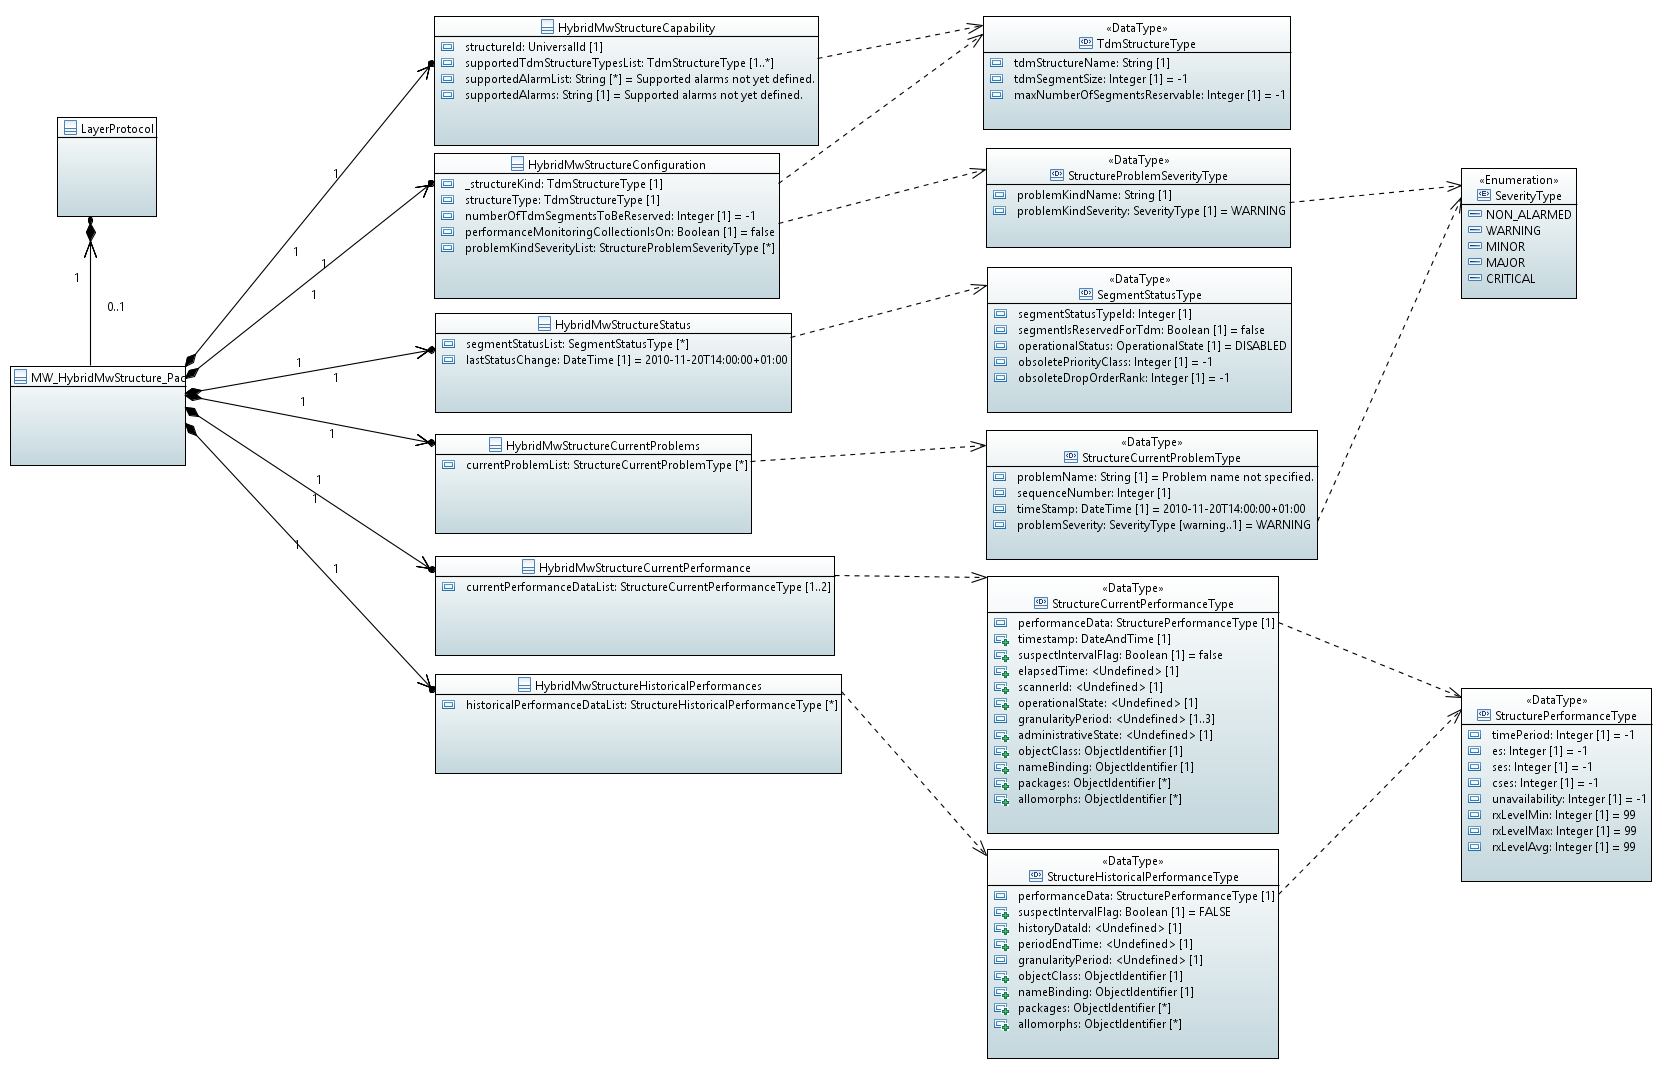 LayerProtocol
1
0..1
MW_HybridMwStructure_Pac
1
1
1
1
1
1
1
1
1
1
1
1
HybridMwStructureCapability
structureId: UniversalId [1]
supportedTdmStructureTypesList: TdmStructureType [1..*]
supportedAlarmList: String [*] = Supported alarms not yet defined.
supportedAlarms: String [1] = Supported alarms not yet defined.
HybridMwStructureConfiguration
_structureKind: TdmStructureType [1]
structureType: TdmStructureType [1]
numberOfTdmSegmentsToBeReserved: Integer [1] = -1
performanceMonitoringCollectionIsOn: Boolean [1] = false
problemKindSeverityList: StructureProblemSeverityType [*]
HybridMwStructureStatus
segmentStatusList: SegmentStatusType [*]
lastStatusChange: DateTime [1] = 2010-11-20T14:00:00+01:00
HybridMwStructureCurrentProblems
currentProblemList: StructureCurrentProblemType [*]
HybridMwStructureCurrentPerformance
currentPerformanceDataList: StructureCurrentPerformanceType [1..2]
HybridMwStructureHistoricalPerformances
historicalPerformanceDataList: StructureHistoricalPerformanceType [*]
«DataType»
TdmStructureType
tdmStructureName: String [1]
tdmSegmentSize: Integer [1] = -1
maxNumberOfSegmentsReservable: Integer [1] = -1
«DataType»
StructureProblemSeverityType
problemKindName: String [1]
problemKindSeverity: SeverityType [1] = WARNING
«DataType»
SegmentStatusType
segmentStatusTypeId: Integer [1]
segmentIsReservedForTdm: Boolean [1] = false
operationalStatus: OperationalState [1] = DISABLED
obsoletePriorityClass: Integer [1] = -1
obsoleteDropOrderRank: Integer [1] = -1
«DataType»
StructureCurrentProblemType
problemName: String [1] = Problem name not specified.
sequenceNumber: Integer [1]
timeStamp: DateTime [1] = 2010-11-20T14:00:00+01:00
problemSeverity: SeverityType [warning..1] = WARNING
«DataType»
StructureCurrentPerformanceType
performanceData: StructurePerformanceType [1]
timestamp: DateAndTime [1]
suspectIntervalFlag: Boolean [1] = false
elapsedTime: <Undefined> [1]
scannerId: <Undefined> [1]
operationalState: <Undefined> [1]
granularityPeriod: <Undefined> [1..3]
administrativeState: <Undefined> [1]
objectClass: ObjectIdentifier [1]
nameBinding: ObjectIdentifier [1]
packages: ObjectIdentifier [*]
allomorphs: ObjectIdentifier [*]
«DataType»
StructureHistoricalPerformanceType
performanceData: StructurePerformanceType [1]
suspectIntervalFlag: Boolean [1] = FALSE
historyDataId: <Undefined> [1]
periodEndTime: <Undefined> [1]
granularityPeriod: <Undefined> [1]
objectClass: ObjectIdentifier [1]
nameBinding: ObjectIdentifier [1]
packages: ObjectIdentifier [*]
allomorphs: ObjectIdentifier [*]
«Enumeration»
SeverityType
NON_ALARMED
WARNING
MINOR
MAJOR
CRITICAL
«DataType»
StructurePerformanceType
timePeriod: Integer [1] = -1
es: Integer [1] = -1
ses: Integer [1] = -1
cses: Integer [1] = -1
unavailability: Integer [1] = -1
rxLevelMin: Integer [1] = 99
rxLevelMax: Integer [1] = 99
rxLevelAvg: Integer [1] = 99